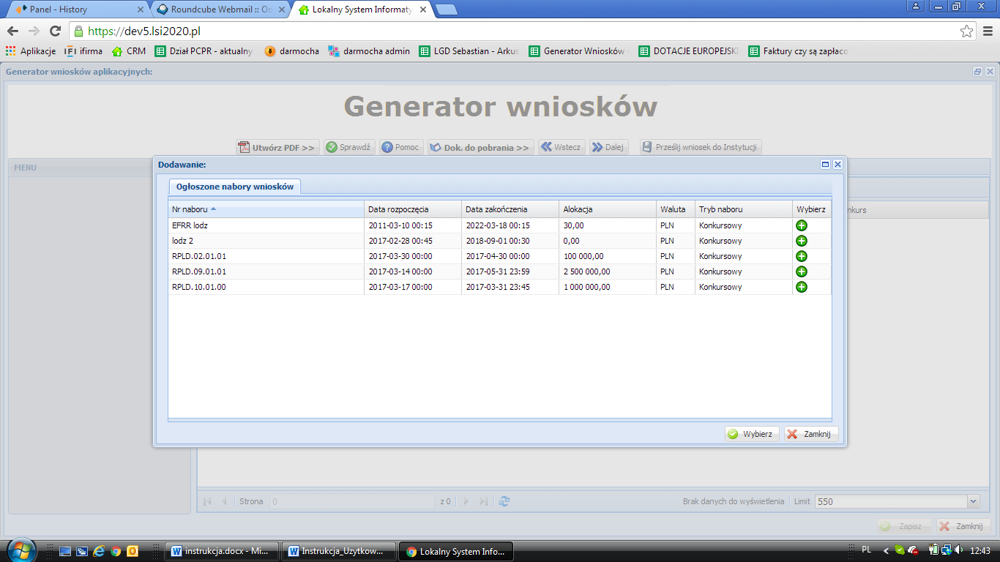 Panel - History
Roundcube Webmail :: Od
Lokalny System Informaty
https://dev5.lsi2020.pl
Aplikacje
ifirma
CRM
Dział PCPR - aktualny
darmocha
darmocha admin
LGD Sebastian - Arkus
Generator Wniosków -
DOTACJE EUROPEJSKI
Faktury czy są zapłaco
Generator wniosków aplikacyjnych:
Generator wniosków
Utwórz PDF >>
Sprawdź
Pomoc
Dok. do pobrania >>
Wstecz
Dalej
Prześlij wniosek do Instytucji
MENU
Dodawanie:
Ogłoszone nabory wniosków
Nr naboru Data rozpoczęcia Data zakończenia Alokacja Waluta Tryb naboru Wybierz
nkurs
EFRR lodz 2011-03-10 00:15 2022-03-18 00:15 30,00 PLN Konkursowy
lodz 2 2017-02-28 00:45 2018-09-01 00:30 0,00 PLN Konkursowy
RPLD.02.01.01 2017-03-30 00:00 2017-04-30 00:00 100 000,00 PLN Konkursowy
RPLD.09.01.01 2017-03-14 00:00 2017-05-31 23:59 2 500 000,00 PLN Konkursowy
RPLD.10.01.00 2017-03-17 00:00 2017-03-31 23:45 1 000 000,00 PLN Konkursowy
Wybierz
Zamknij
Strona 0 z 0
Brak danych do wyświetlenia
Limit 550
Zapisz
Zamknij
instrukcja.docx - Mi...
Instrukcja_Uzytkow...
Lokalny System Info...
PL
12:43